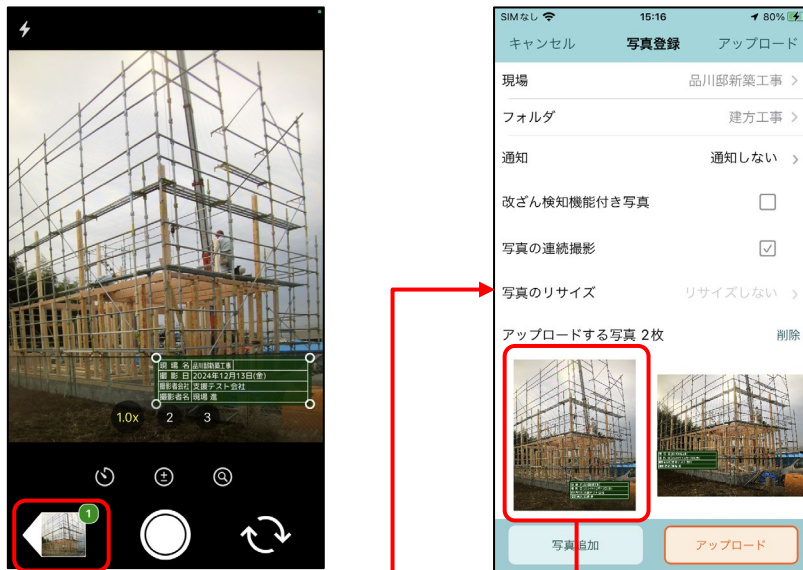 現 場 名 品川邸新築工事
撮 影 日 2024年12月13日(金)
撮影者会社 支援テスト会社
撮影者名 現場 進
1.0x 2 3
1
SIMなし 15:16 80%
キャンセル 写真登録 アップロード
現場 品川邸新築工事
フォルダ 建方工事
通知 通知しない
改ざん検知機能付き写真
写真の連続撮影
写真のリサイズ リサイズしない
アップロードする写真 2枚 削除
写真追加 アップロード